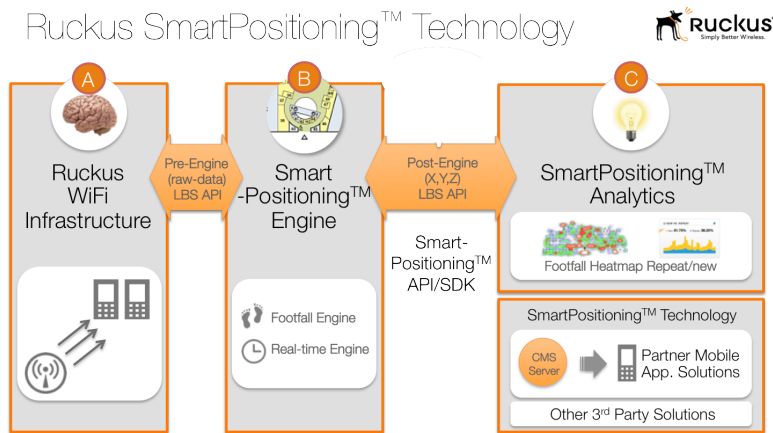 Ruckus SmartPositioning™ Technology
Ruckus®
Simply Better Wireless.
A
Ruckus
WiFi
Infrastructure
Pre-Engine
(raw-data)
LBS API
B
Smart
-Positioning™
Engine
Footfall Engine
Real-time Engine
Post-Engine
(X,Y,Z)
LBS API
Smart-
Positioning™
API/SDK
C
SmartPositioning™
Analytics
Footfall Heatmap Repeat/new
SmartPositioning™ Technology
CMS
Server
Partner Mobile
App. Solutions
Other 3rd Party Solutions